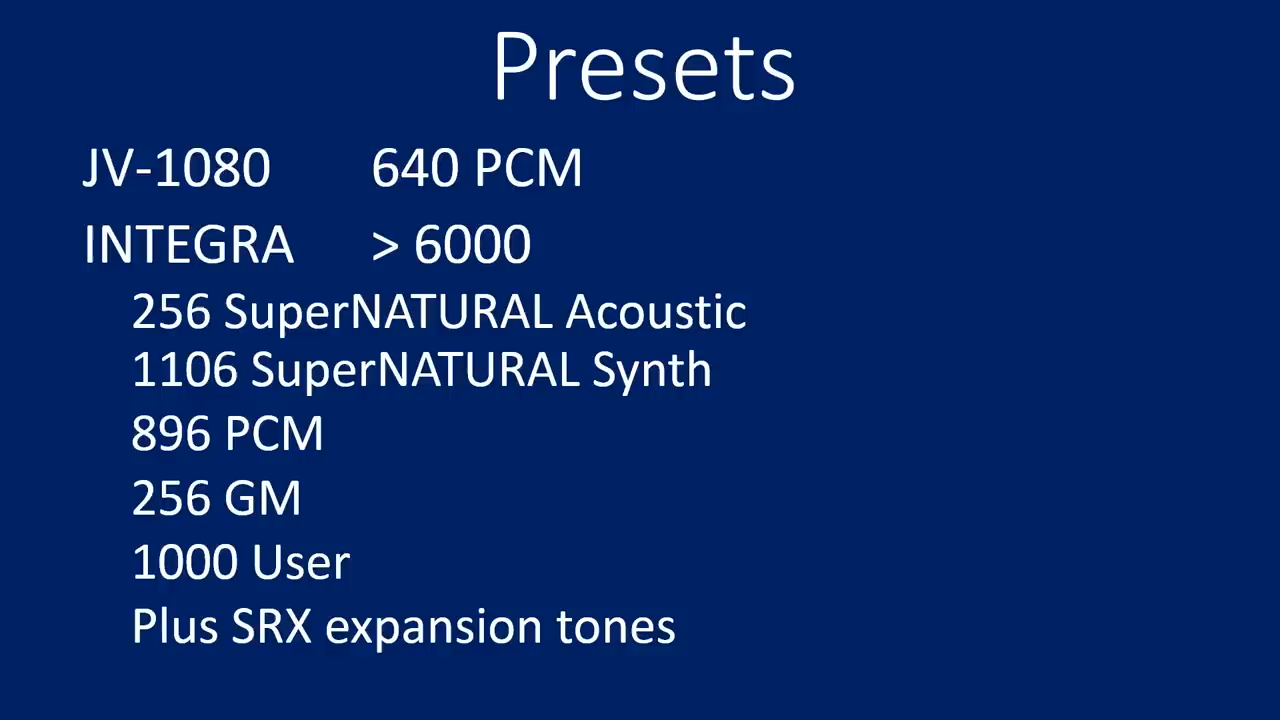 Presets
JV-1080 640 PCM
INTEGRA > 6000
256 SuperNATURAL Acoustic
1106 SuperNATURAL Synth
896 PCM
256 GM
1000 User
Plus SRX expansion tones